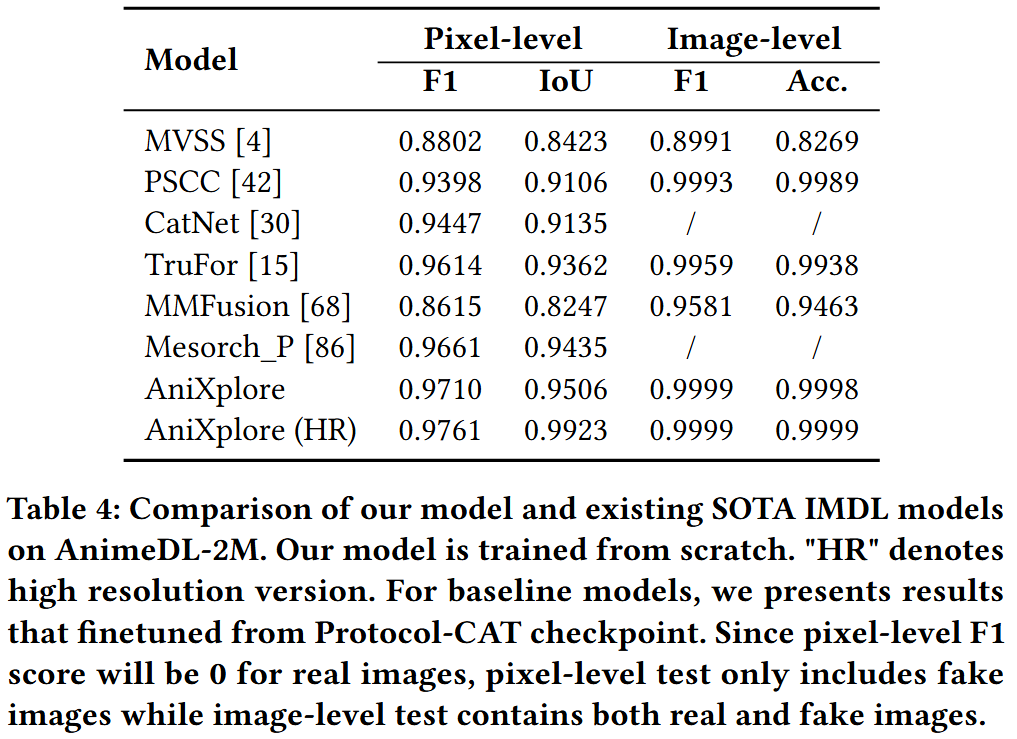 Model Pixel-level Image-level
F1 IoU F1 Acc.
MVSS [4] 0.8802 0.8423 0.8991 0.8269
PSCC [42] 0.9398 0.9106 0.9993 0.9989
CatNet [30] 0.9447 0.9135 / /
TruFor [15] 0.9614 0.9362 0.9959 0.9938
MMFusion [68] 0.8615 0.8247 0.9581 0.9463
Mesorch_P [86] 0.9661 0.9435 / /
AniXplore 0.9710 0.9506 0.9999 0.9998
AniXplore (HR) 0.9761 0.9923 0.9999 0.9999
Table 4: Comparison of our model and existing SOTA IMDL models
on AnimeDL-2M. Our model is trained from scratch. "HR" denotes
high resolution version. For baseline models, we presents results
that finetuned from Protocol-CAT checkpoint. Since pixel-level F1
score will be 0 for real images, pixel-level test only includes fake
images while image-level test contains both real and fake images.